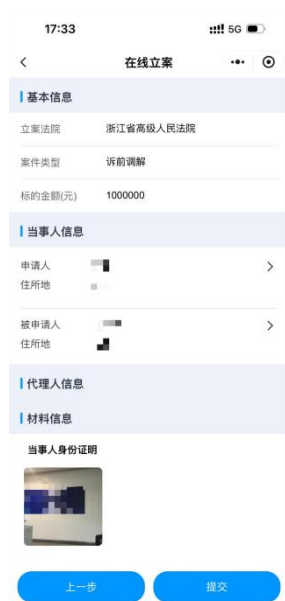 17:33
5G
在线立案
基本信息
立案法院 浙江省高级人民法院
案件类型 诉前调解
标的金额(元) 1000000
当事人信息
申请人
住所地
被申请人
住所地
代理人信息
材料信息
当事人身份证明
上一步 提交